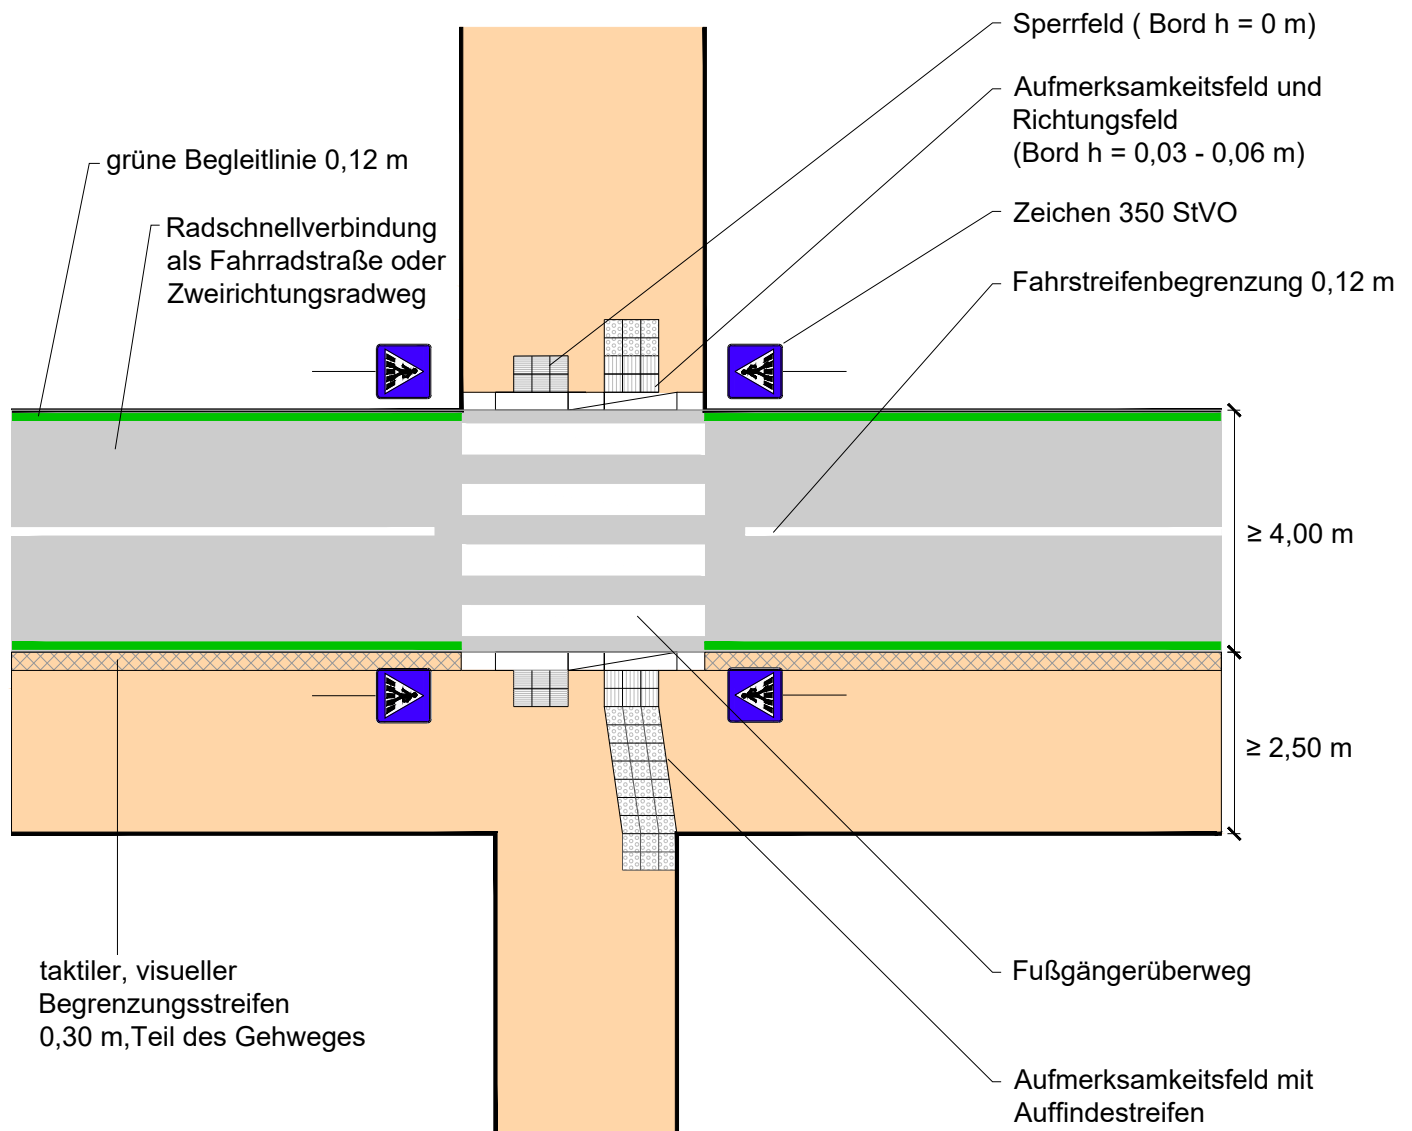 Sperrfeld ( Bord h = 0 m)
Aufmerksamkeitsfeld und
Richtungsfeld
(Bord h = 0,03 - 0,06 m)
grüne Begleitlinie 0,12 m
Zeichen 350 StVO
Radschnellverbindung
als Fahrradstraße oder
Zweirichtungsradweg
Fahrstreifenbegrenzung 0,12 m
≥ 4,00 m
≥ 2,50 m
taktiler, visueller
Begrenzungsstreifen
0,30 m,Teil des Gehweges
Fußgängerüberweg
Aufmerksamkeitsfeld mit
Auffindestreifen